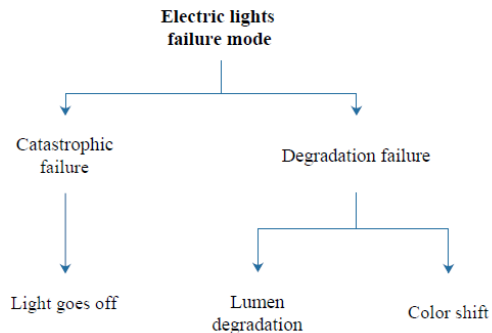 Electric lights
failure mode
Catastrophic
failure
Degradation failure
Light goes off
Lumen
degradation
Color shift